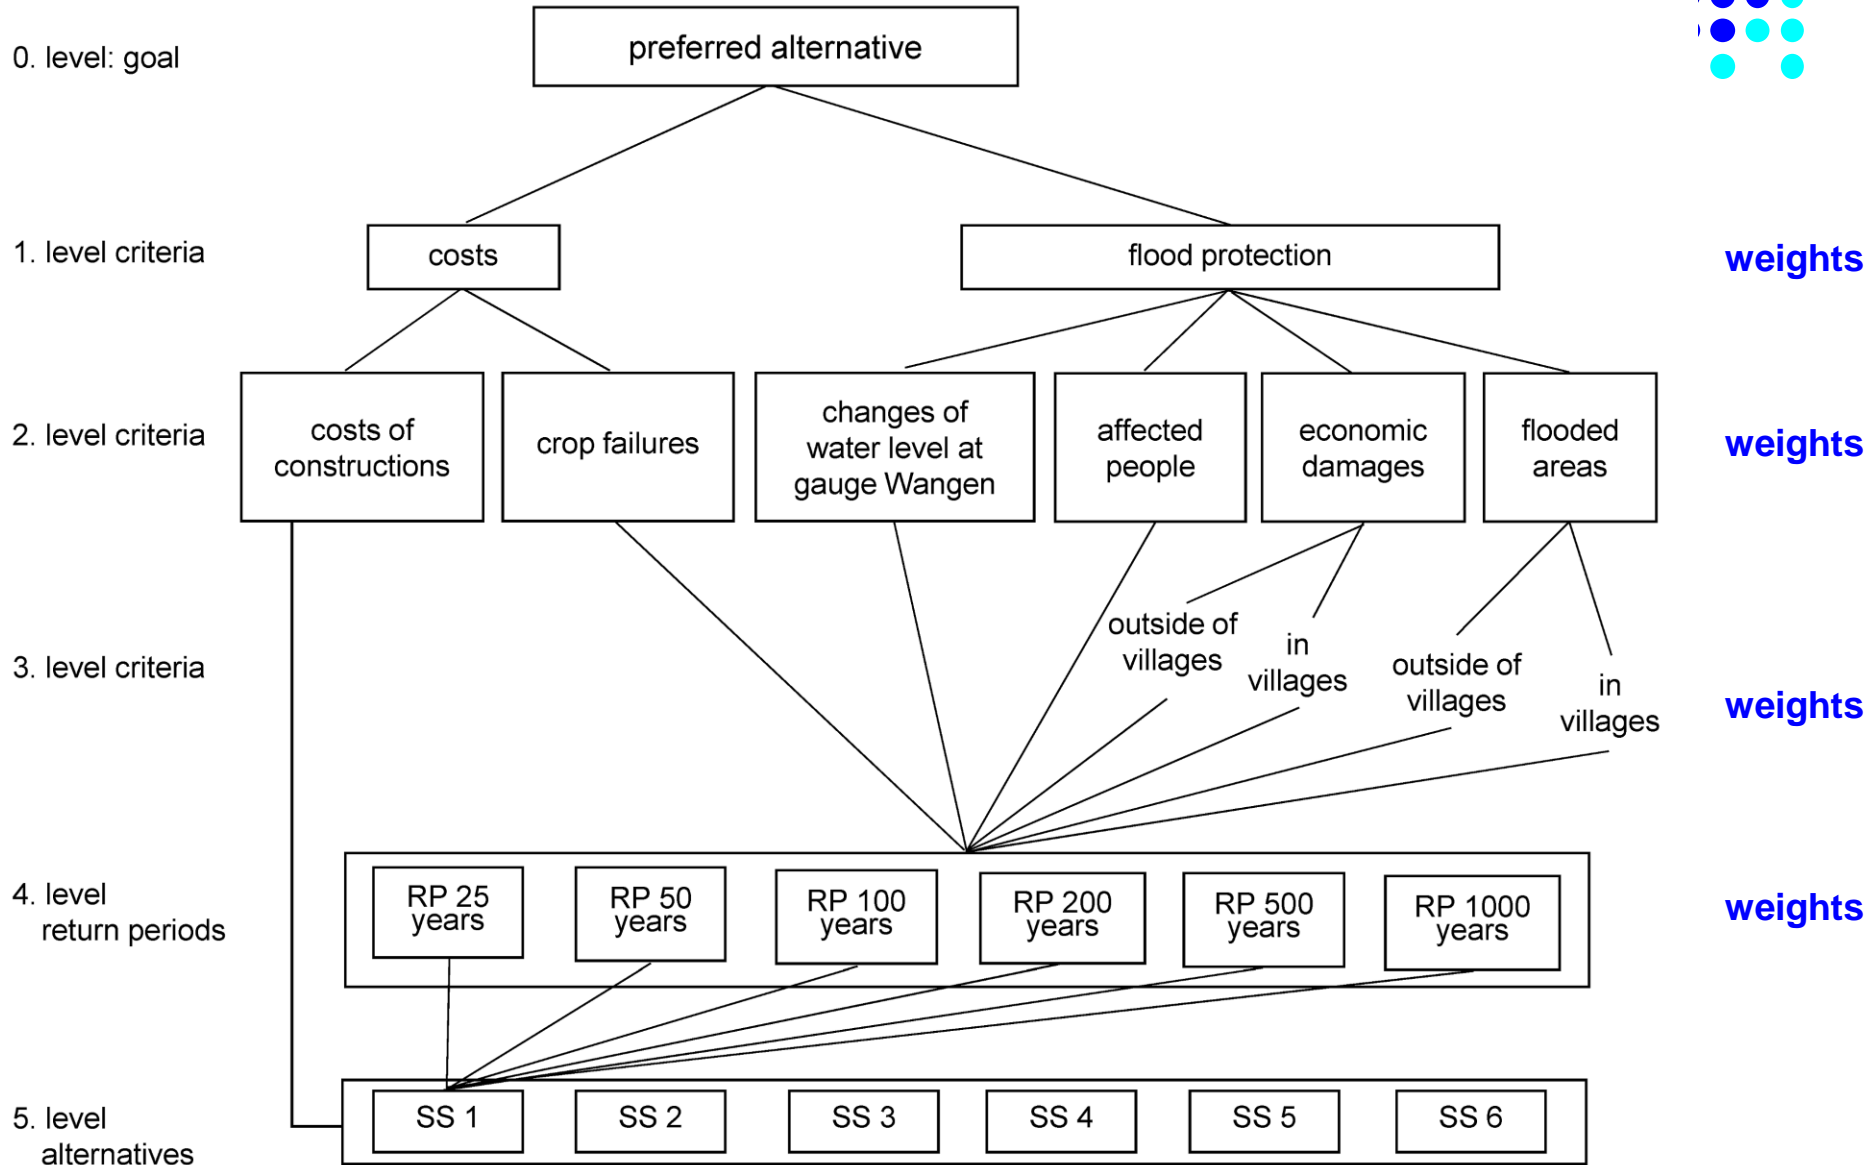 0. level: goal
preferred alternative
1. level criteria
costs
flood protection
weights
2. level criteria
costs of
constructions
crop failures
changes of
water level at
gauge Wangen
affected
people
economic
damages
flooded
areas
weights
3. level criteria
outside of
villages
in
villages
outside of
villages
in
villages
weights
4. level
return periods
RP 25
years
RP 50
years
RP 100
years
RP 200
years
RP 500
years
RP 1000
years
weights
5. level
alternatives
SS 1
SS 2
SS 3
SS 4
SS 5
SS 6